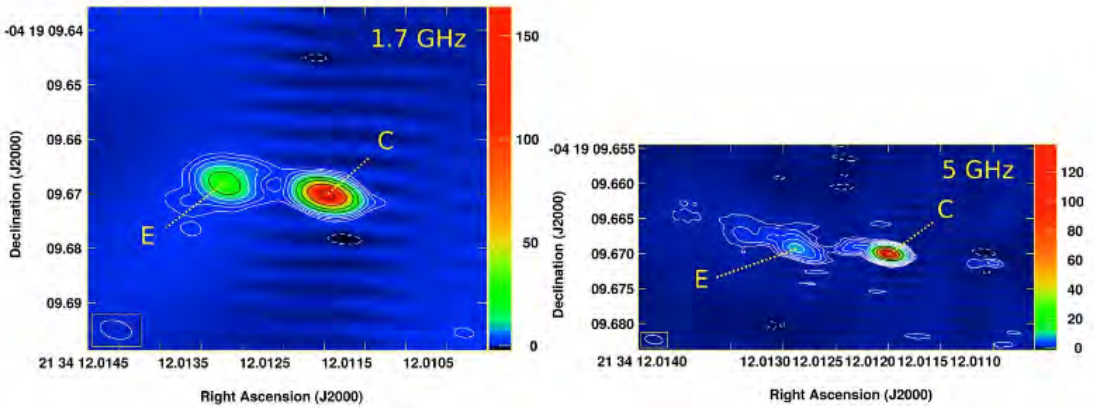 -04 19 09.64
09.65
09.66
09.67
09.68
09.69
Declination (J2000)
1.7 GHz
C
E
150
100
50
0
21 34 12.0145 12.0135 12.0125 12.0115 12.0105
Right Ascension (J2000)
-04 19 09.655
09.660
09.665
09.670
09.675
09.680
Declination (J2000)
5 GHz
C
E
120
100
80
60
40
20
0
21 34 12.0140 12.0130 12.0125 12.0120 12.0115 12.0110
Right Ascension (J2000)